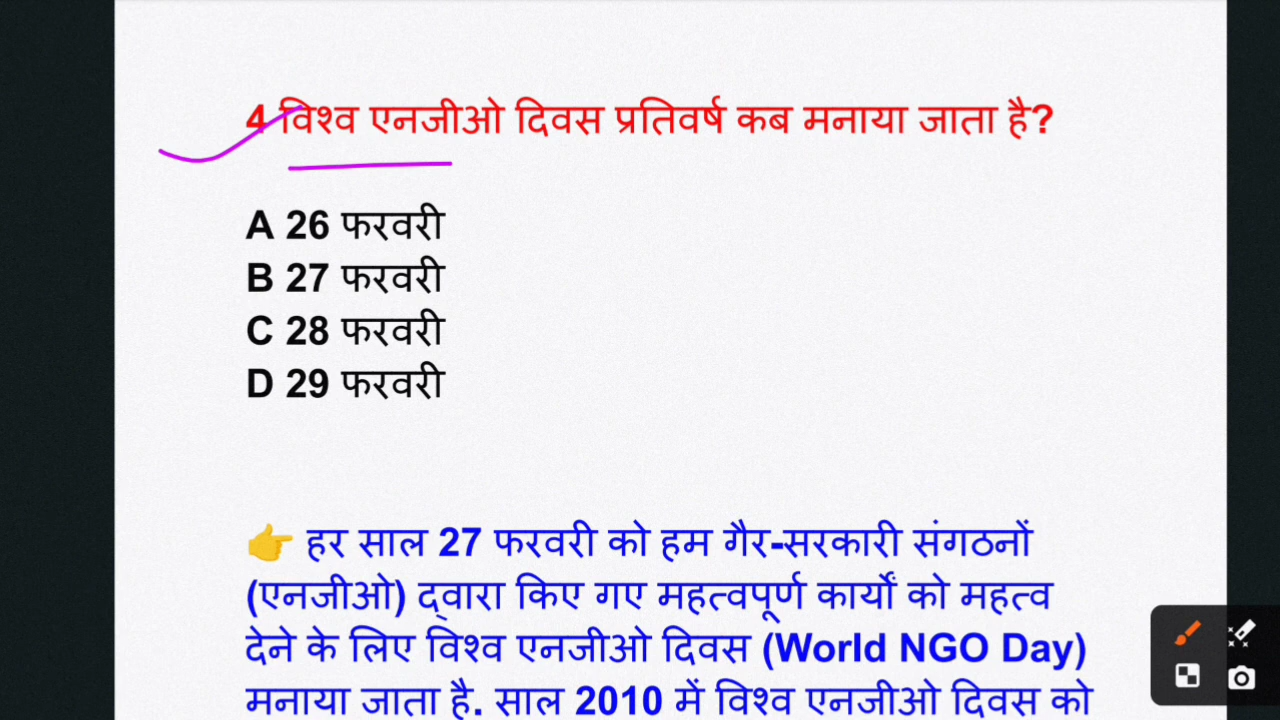 4 विश्व एनजीओ दिवस प्रतिवर्ष कब मनाया जाता है?
A 26 फरवरी
B 27 फरवरी
C 28 फरवरी
D 29 फरवरी
👉 हर साल 27 फरवरी को हम गैर-सरकारी संगठनों
(एनजीओ) द्वारा किए गए महत्वपूर्ण कार्यों को महत्व
देने के लिए विश्व एनजीओ दिवस (World NGO Day)
मनाया जाता है. साल 2010 में विश्व एनजीओ दिवस को